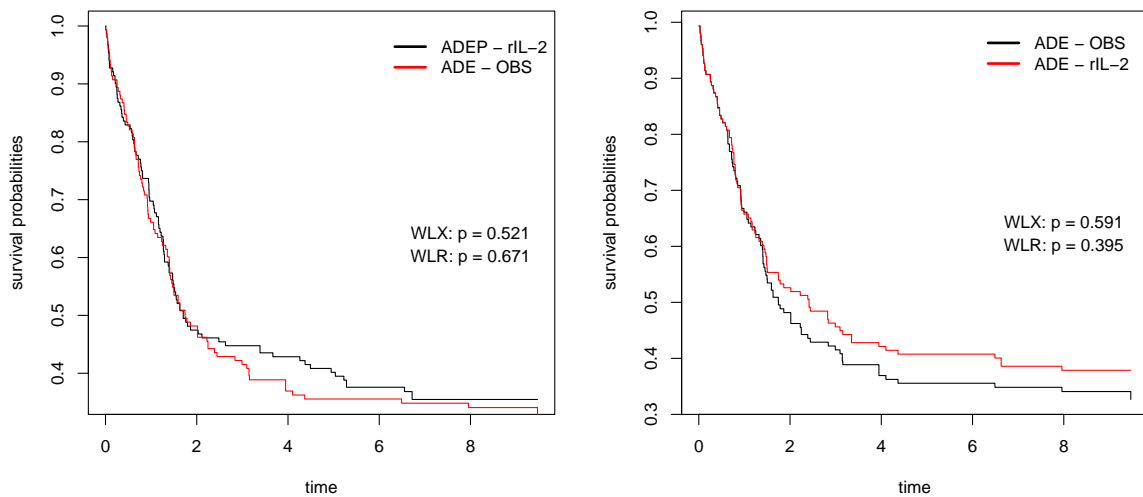 ADEP − rIL−2
ADE − OBS
WLX: p = 0.521
WLR: p = 0.671
survival probabilities
1.0
0.9
0.8
0.7
0.6
0.5
0.4
0 2 4 6 8
time
ADE − OBS
ADE − rIL−2
WLX: p = 0.591
WLR: p = 0.395
survival probabilities
1.0
0.9
0.8
0.7
0.6
0.5
0.4
0.3
0 2 4 6 8
time